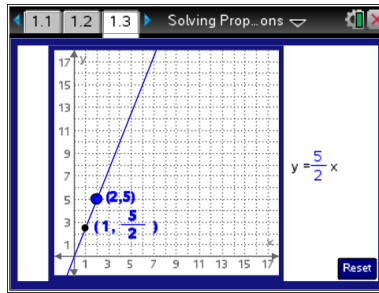 1.1 1.2 1.3 Solving Prop...ons
y
17
15
13
11
9
7
5
3
1
(2,5)
(1, 5/2 )
x
1 3 5 7 9 11 13 15 17
y = 5/2 x
Reset